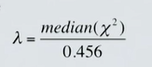 λ = median(χ²) / 0.456